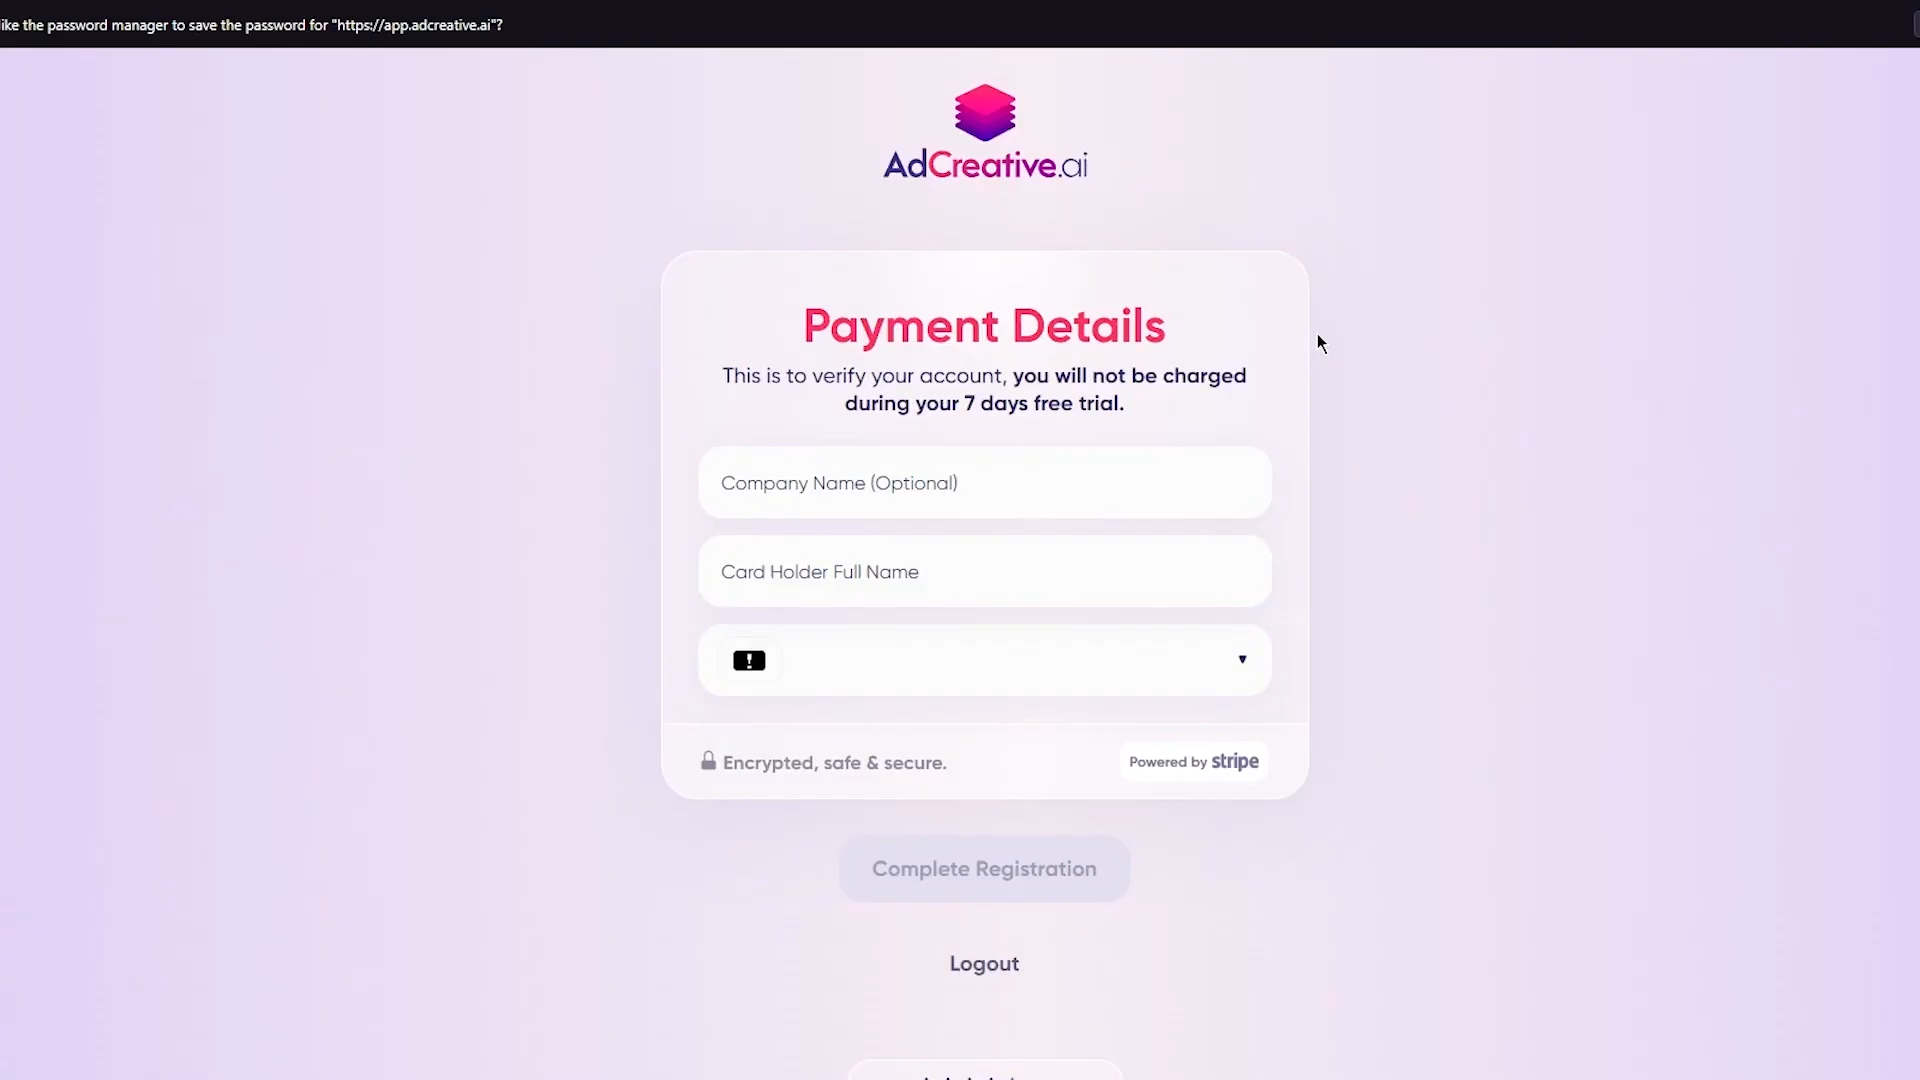 like the password manager to save the password for "https://app.adcreative.ai"?
AdCreative.ai
Payment Details
This is to verify your account, you will not be charged
during your 7 days free trial.
Company Name (Optional)
Card Holder Full Name
Encrypted, safe & secure.
Powered by stripe
Complete Registration
Logout